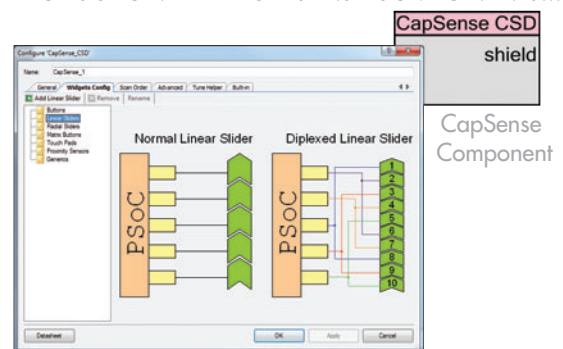 CapSense CSD
shield
CapSense
Component
Configure 'CapSense_CSD'
Name: CapSense_1
General Widgets Config Scan Order Advanced Tune Helper Built-in
Add Linear Slider Remove Rename
Buttons
Linear Sliders
Radial Sliders
Matrix Buttons
Touch Pads
Proximity Sensors
Generics
Normal Linear Slider
PSoC
Diplexed Linear Slider
PSoC
1
2
3
4
5
6
7
8
9
10
Datasheet OK Apply Cancel